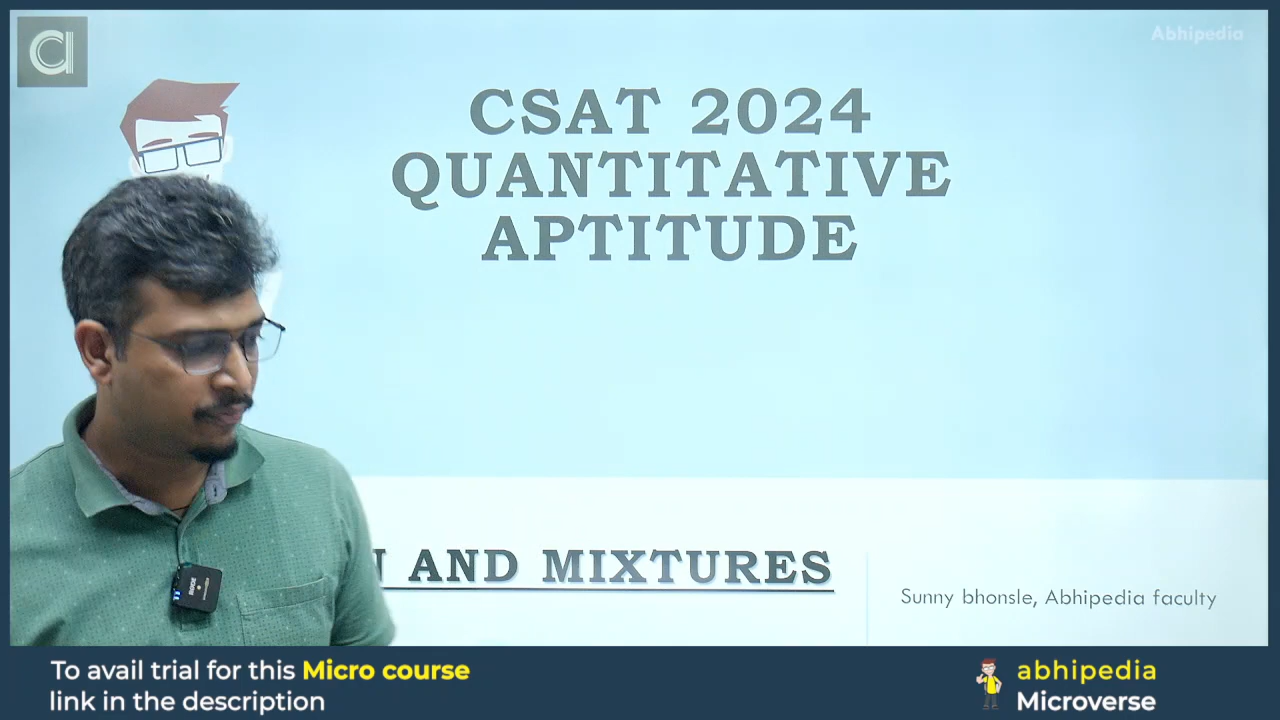 Abhipedia
CSAT 2024
QUANTITATIVE
APTITUDE
AND MIXTURES
Sunny bhonsle, Abhipedia faculty
To avail trial for this Micro course
link in the description
abhipedia
Microverse